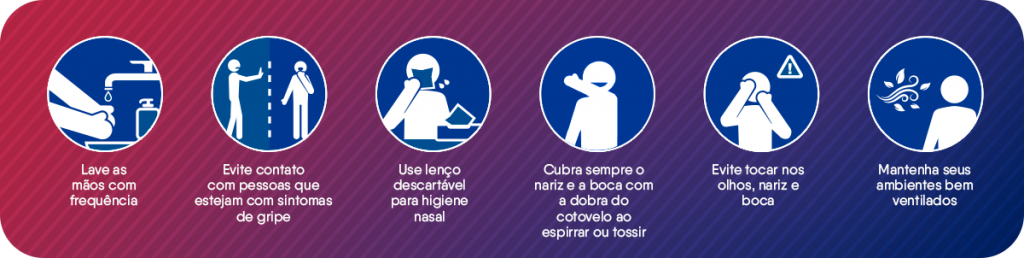 Lave as
mãos com
frequência
Evite contato
com pessoas que
estejam com sintomas
de gripe
Use lenço
descartável
para higiene
nasal
Cubra sempre o
nariz e a boca com
a dobra do
cotovelo ao
espirrar ou tossir
Evite tocar nos
olhos, nariz e
boca
Mantenha seus
ambientes bem
ventilados